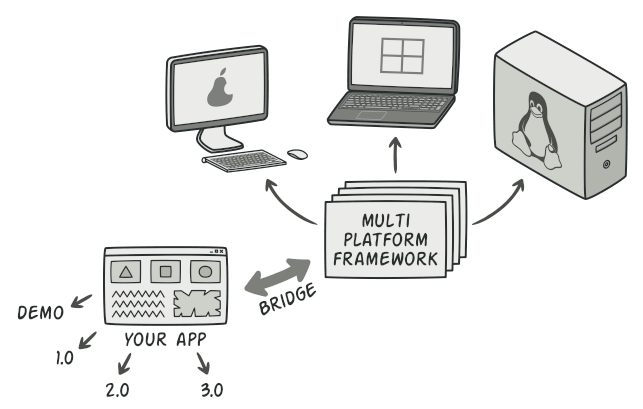 MULTI
PLATFORM
FRAMEWORK
BRIDGE
DEMO
YOUR APP
1.0
2.0
3.0